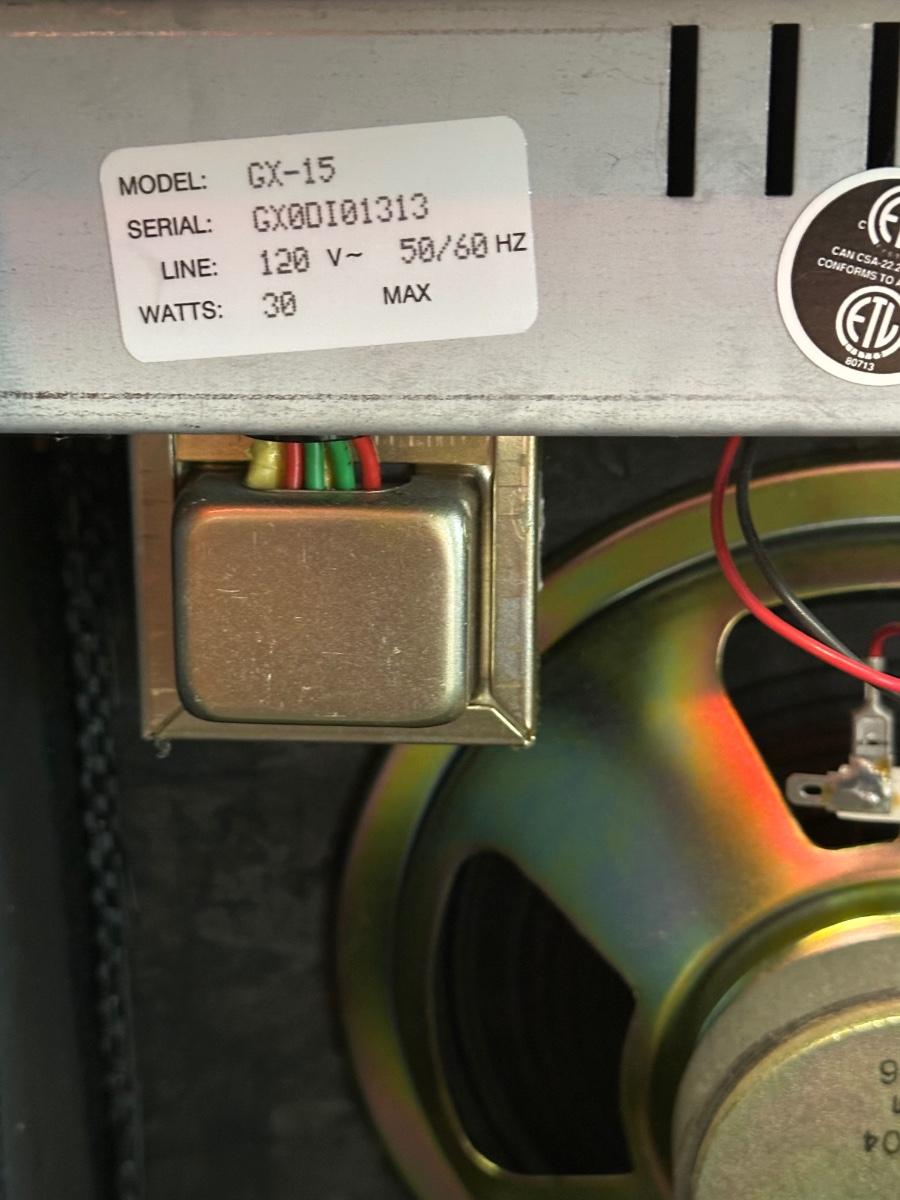 MODEL: GX-15
SERIAL: GX0DI01313
LINE: 120 V~ 50/60 HZ
WATTS: 30 MAX
C
CAN CSA-22.2
CONFORMS TO
ETL
80713